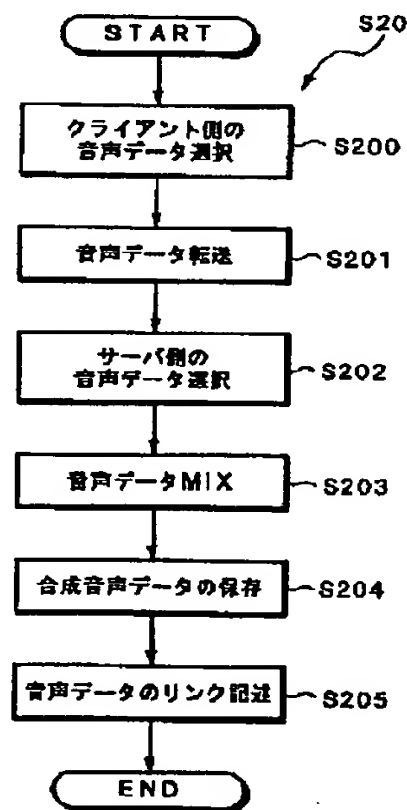 START
S20
クライアント側の
音声データ選択
S200
音声データ転送
S201
サーバ側の
音声データ選択
S202
音声データMIX
S203
合成音声データの保存
S204
音声データのリンク記述
S205
END